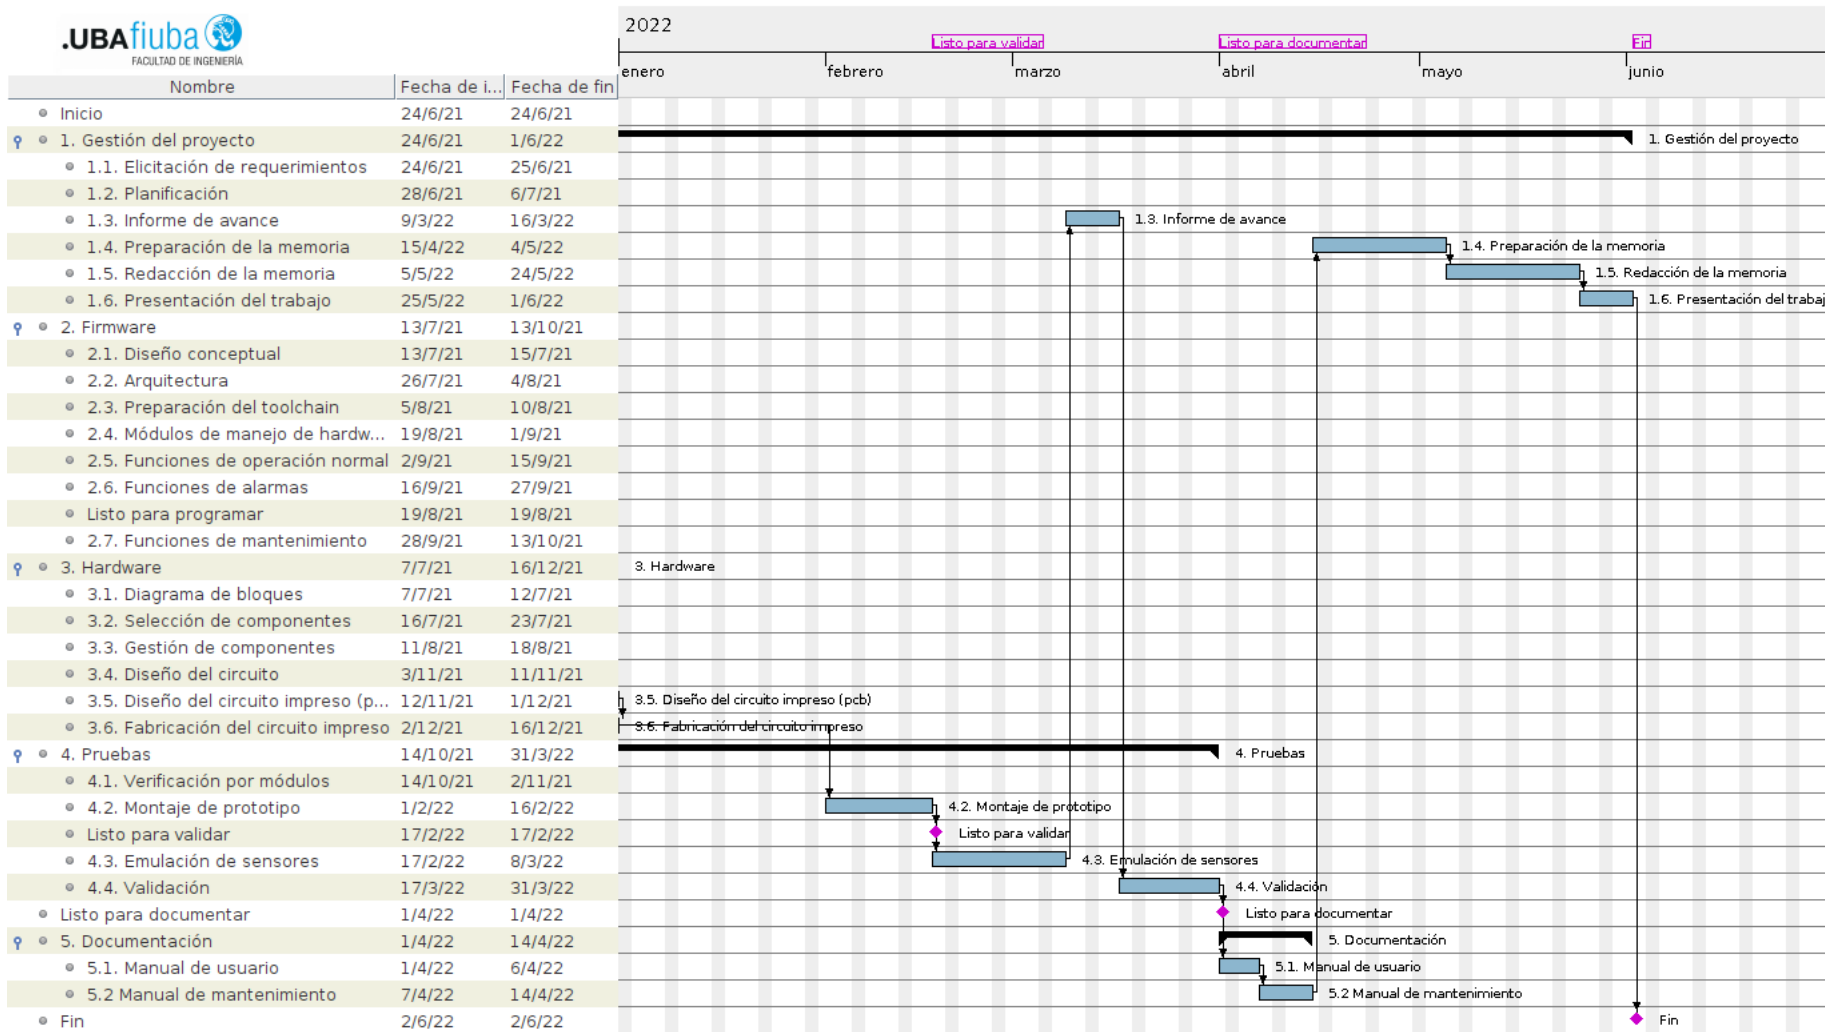 .UBAfiuba
FACULTAD DE INGENIERÍA
2022
Listo para validar Listo para documentar Fin
enero febrero marzo abril mayo junio
Nombre Fecha de i... Fecha de fin
Inicio 24/6/21 24/6/21
1. Gestión del proyecto 24/6/21 1/6/22 1. Gestión del proyecto
1.1. Elicitación de requerimientos 24/6/21 25/6/21
1.2. Planificación 28/6/21 6/7/21
1.3. Informe de avance 9/3/22 16/3/22 1.3. Informe de avance
1.4. Preparación de la memoria 15/4/22 4/5/22 1.4. Preparación de la memoria
1.5. Redacción de la memoria 5/5/22 24/5/22 1.5. Redacción de la memoria
1.6. Presentación del trabajo 25/5/22 1/6/22 1.6. Presentación del trabaj
2. Firmware 13/7/21 13/10/21
2.1. Diseño conceptual 13/7/21 15/7/21
2.2. Arquitectura 26/7/21 4/8/21
2.3. Preparación del toolchain 5/8/21 10/8/21
2.4. Módulos de manejo de hardw... 19/8/21 1/9/21
2.5. Funciones de operación normal 2/9/21 15/9/21
2.6. Funciones de alarmas 16/9/21 27/9/21
Listo para programar 19/8/21 19/8/21
2.7. Funciones de mantenimiento 28/9/21 13/10/21
3. Hardware 7/7/21 16/12/21 3. Hardware
3.1. Diagrama de bloques 7/7/21 12/7/21
3.2. Selección de componentes 16/7/21 23/7/21
3.3. Gestión de componentes 11/8/21 18/8/21
3.4. Diseño del circuito 3/11/21 11/11/21
3.5. Diseño del circuito impreso (p... 12/11/21 1/12/21 3.5. Diseño del circuito impreso (pcb)
3.6. Fabricación del circuito impreso 2/12/21 16/12/21 3.6. Fabricación del circuito impreso
4. Pruebas 14/10/21 31/3/22 4. Pruebas
4.1. Verificación por módulos 14/10/21 2/11/21
4.2. Montaje de prototipo 1/2/22 16/2/22 4.2. Montaje de prototipo
Listo para validar 17/2/22 17/2/22 Listo para validar
4.3. Emulación de sensores 17/2/22 8/3/22 4.3. Emulación de sensores
4.4. Validación 17/3/22 31/3/22 4.4. Validación
Listo para documentar 1/4/22 1/4/22 Listo para documentar
5. Documentación 1/4/22 14/4/22 5. Documentación
5.1. Manual de usuario 1/4/22 6/4/22 5.1. Manual de usuario
5.2 Manual de mantenimiento 7/4/22 14/4/22 5.2 Manual de mantenimiento
Fin 2/6/22 2/6/22 Fin